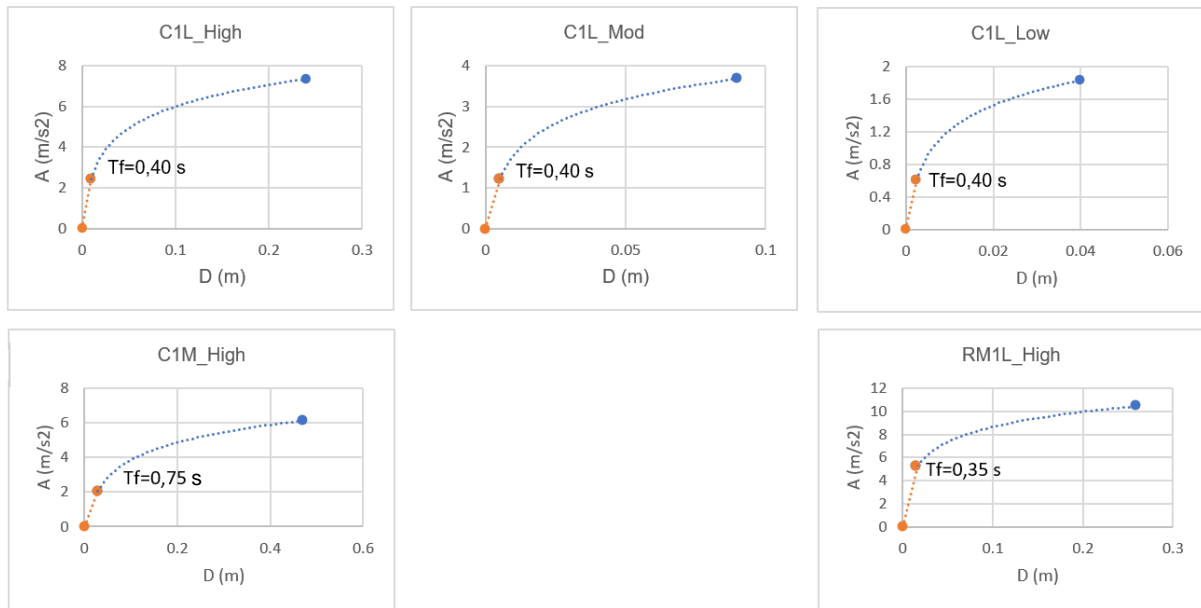 C1L_High
A (m/s2)
8
6
4
2
0
Tf=0,40 s
0
0.1
0.2
0.3
D (m)
C1L_Mod
A (m/s2)
4
3
2
1
0
Tf=0,40 s
0
0.05
0.1
D (m)
C1L_Low
A (m/s2)
2
1.6
1.2
0.8
0.4
0
Tf=0,40 s
0
0.02
0.04
0.06
D (m)
C1M_High
A (m/s2)
8
6
4
2
0
Tf=0,75 s
0
0.2
0.4
0.6
D (m)
RM1L_High
A (m/s2)
12
10
8
6
4
2
0
Tf=0,35 s
0
0.1
0.2
0.3
D (m)